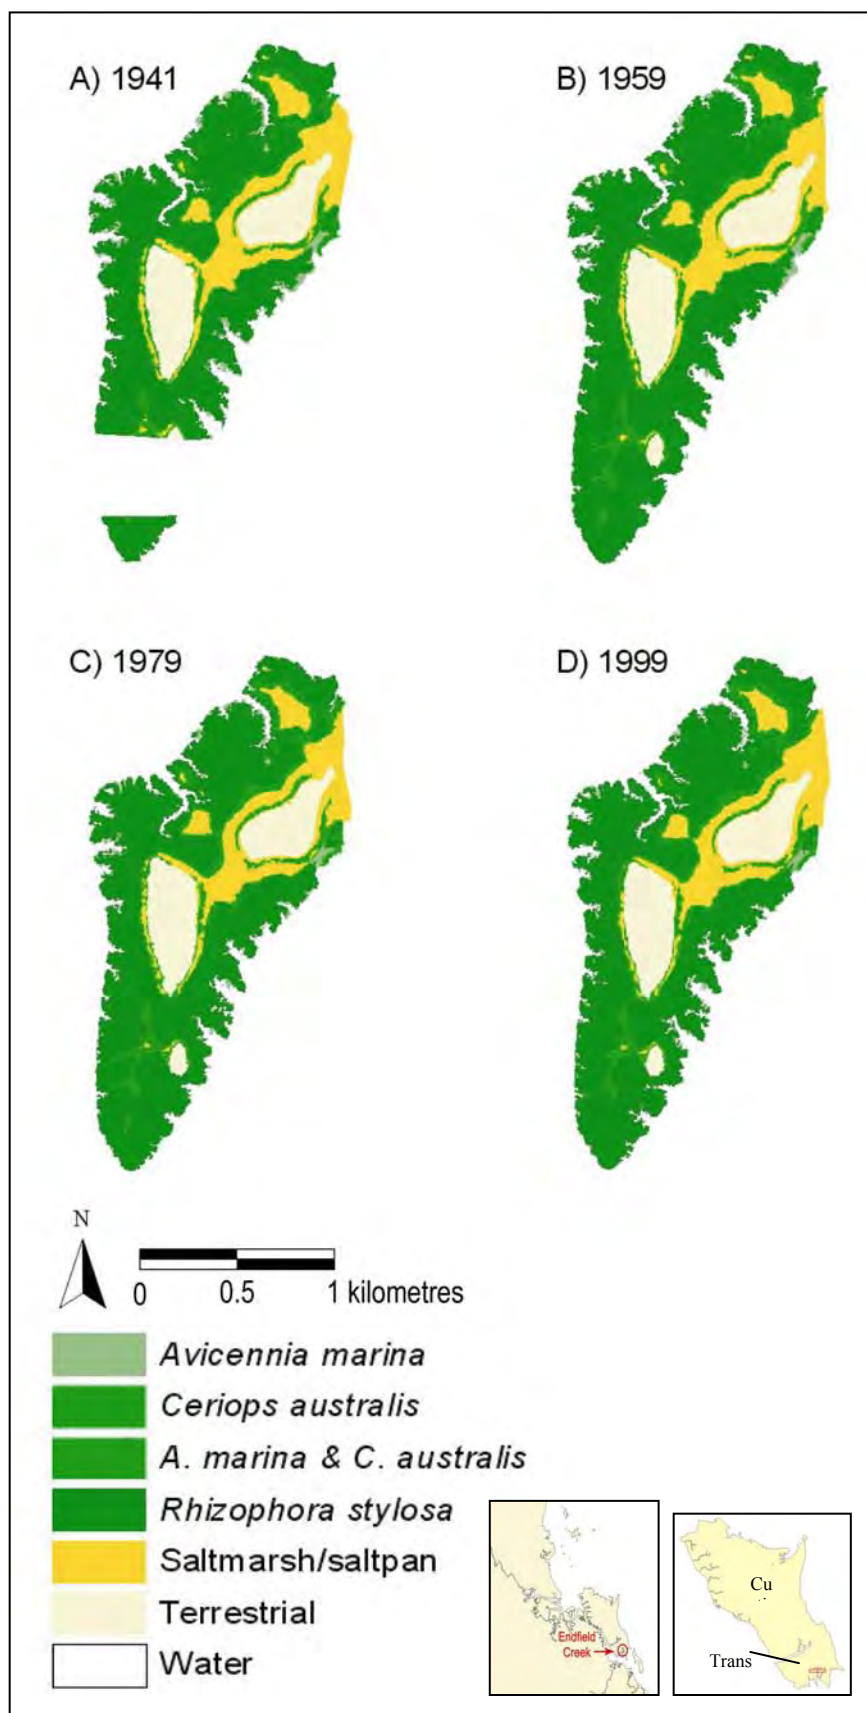 A) 1941
B) 1959
C) 1979
D) 1999
N
0 0.5 1 kilometres
Avicennia marina
Ceriops australis
A. marina & C. australis
Rhizophora stylosa
Saltmarsh/saltpan
Terrestrial
Water
Endfield
Creek
Cu
Trans